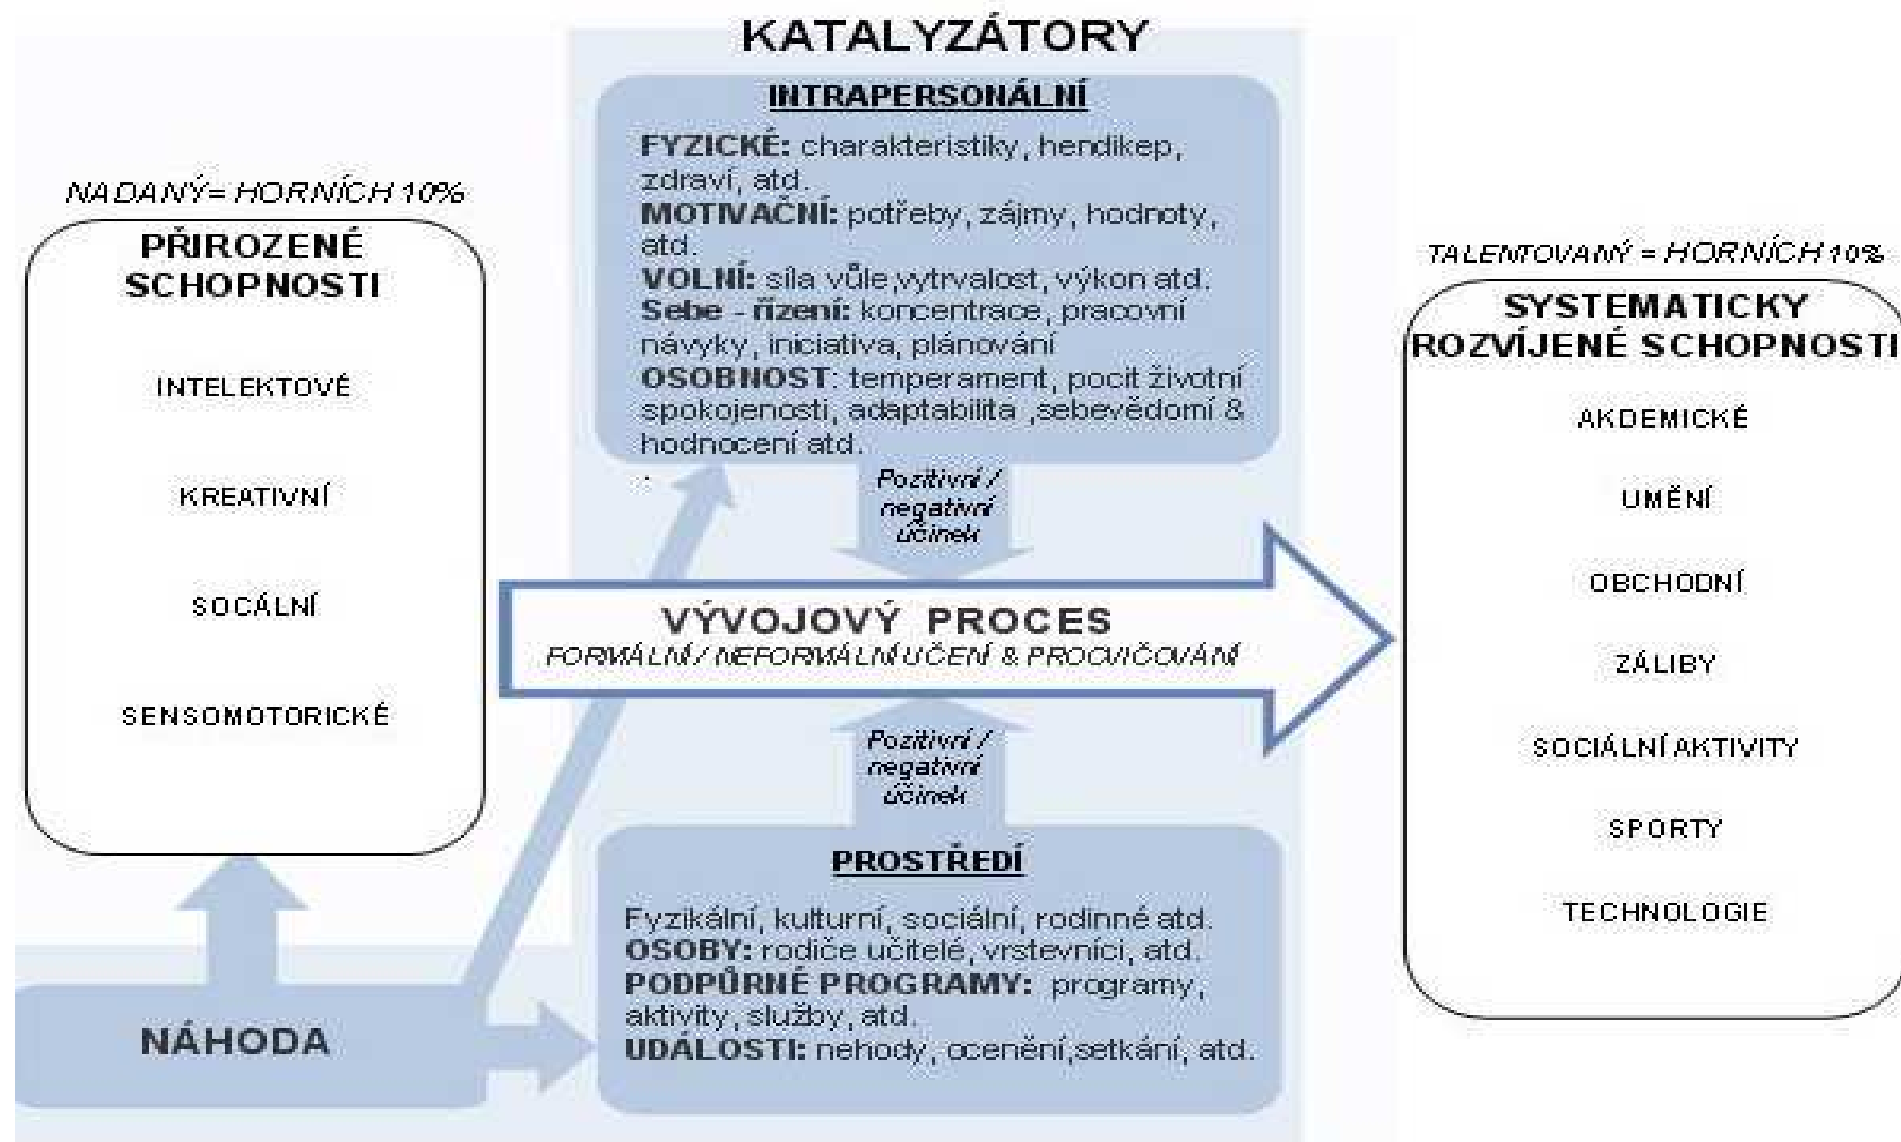 KATALYZÁTORY
INTRAPERSONÁLNÍ
FYZICKÉ: charakteristiky, hendikep,
zdraví, atd.
MOTIVAČNÍ: potřeby, zájmy, hodnoty,
atd.
VOLNÍ: síla vůle,vytrvalost, výkon atd.
Sebe - řízení: koncentrace, pracovní
návyky, iniciativa, plánování
OSOBNOST: temperament, pocit životní
spokojenosti, adaptabilita ,sebevědomí &
hodnocení atd.
.
NADANÝ= HORNÍCH 10%
PŘIROZENÉ
SCHOPNOSTI
INTELEKTOVÉ
KREATIVNÍ
SOCÁLNÍ
SENSOMOTORICKÉ
Pozitivní /
negativní
účinek
VÝVOJOVÝ PROCES
FORMÁLNÍ / NEFORMÁLNÍ UČENÍ & PROCVIČOVÁNÍ
Pozitivní /
negativní
účinek
PROSTŘEDÍ
Fyzikální, kulturní, sociální, rodinné atd.
OSOBY: rodiče učitelé, vrstevníci, atd.
PODPŮRNÉ PROGRAMY: programy,
aktivity, služby, atd.
UDÁLOSTI: nehody, ocenění,setkání, atd.
NÁHODA
TALENTOVANÝ = HORNÍCH 10%
SYSTEMATICKY
ROZVÍJENÉ SCHOPNOSTI
AKDEMICKÉ
UMĚNÍ
OBCHODNÍ
ZÁLIBY
SOCIÁLNÍ AKTIVITY
SPORTY
TECHNOLOGIE